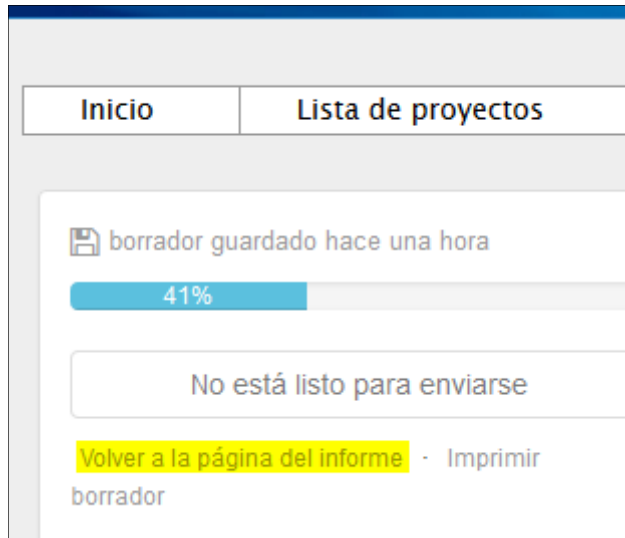 Inicio Lista de proyectos
borrador guardado hace una hora
41%
No está listo para enviarse
Volver a la página del informe - Imprimir
borrador